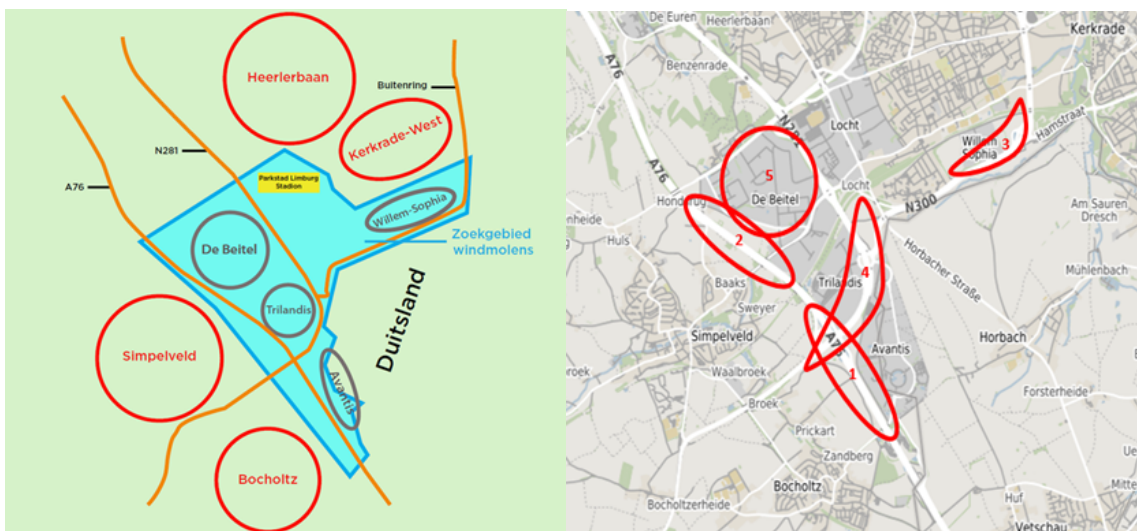 Heerlerbaan
Buitenring
Kerkrade-West
N281
A76
Parkstad Limburg
Stadion
Willem-Sophia
De Beitel
Zoekgebied
windmolens
Trilandis
Duitsland
Simpelveld
Avantis
Bocholtz
De Euren
Heerlerbaan
Kerkrade
Benzenrade
A76
N281
Locht
Hamstraat
Willem
Sophia
3
A76
5
De Beitel
Locht
N300
Am Sauren
Dresch
Huls
2
Horbacher Straße
Baaks
4
Trilandis
Mühlenbach
Sweyer
Simpelveld
A76
Avantis
Horbach
Waalbroek
1
Broek
Forsterheide
Prickart
Zandberg
Bocholtz
Bocholtzerheide
Huf
Vetschau